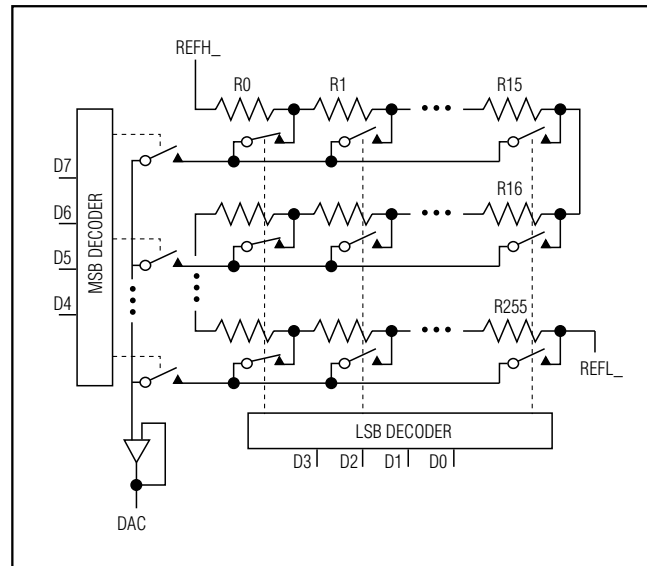 REFH_
R0 R1 R15
D7
D6
D5
D4
MSB DECODER
R16
R255
REFL_
LSB DECODER
D3 D2 D1 D0
DAC